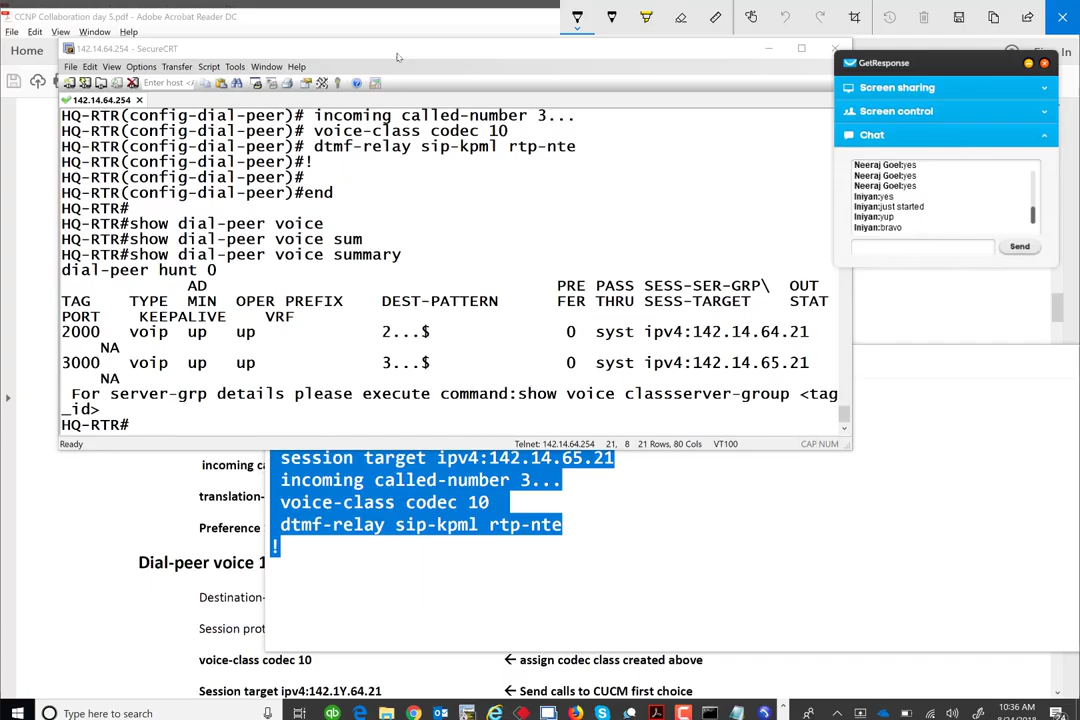 CCNP Collaboration day 5.pdf - Adobe Acrobat Reader DC
File Edit View Window Help
Home
142.14.64.254 - SecureCRT
File Edit View Options Transfer Script Tools Window Help
Enter host <A
142.14.64.254
HQ-RTR(config-dial-peer)# incoming called-number 3...
HQ-RTR(config-dial-peer)# voice-class codec 10
HQ-RTR(config-dial-peer)# dtmf-relay sip-kpml rtp-nte
HQ-RTR(config-dial-peer)#!
HQ-RTR(config-dial-peer)#
HQ-RTR(config-dial-peer)#end
HQ-RTR#
HQ-RTR#show dial-peer voice
HQ-RTR#show dial-peer voice sum
HQ-RTR#show dial-peer voice summary
dial-peer hunt 0
AD PRE PASS SESS-SER-GRP\ OUT
TAG TYPE MIN OPER PREFIX DEST-PATTERN FER THRU SESS-TARGET STAT
PORT KEEPALIVE VRF
2000 voip up up 2...$ 0 syst ipv4:142.14.64.21
NA
3000 voip up up 3...$ 0 syst ipv4:142.14.65.21
NA
For server-grp details please execute command:show voice classserver-group <tag
_id>
HQ-RTR#
Ready Telnet: 142.14.64.254 21, 8 21 Rows, 80 Cols VT100 CAP NUM
GetResponse
Screen sharing
Screen control
Chat
Neeraj Goel:yes
Neeraj Goel:yes
Neeraj Goel:yes
Iniyan:yes
Iniyan:just started
Iniyan:yup
Iniyan:bravo
Send
In
session target ipv4:142.14.65.21
incoming called-number 3...
voice-class codec 10
dtmf-relay sip-kpml rtp-nte
!
incoming ca
translation-
Preference
Dial-peer voice 1
Destination-
Session prot
voice-class codec 10 ← assign codec class created above
Session target ipv4:142.1Y.64.21 ← Send calls to CUCM first choice
Type here to search
10:36 AM
8/24/2018